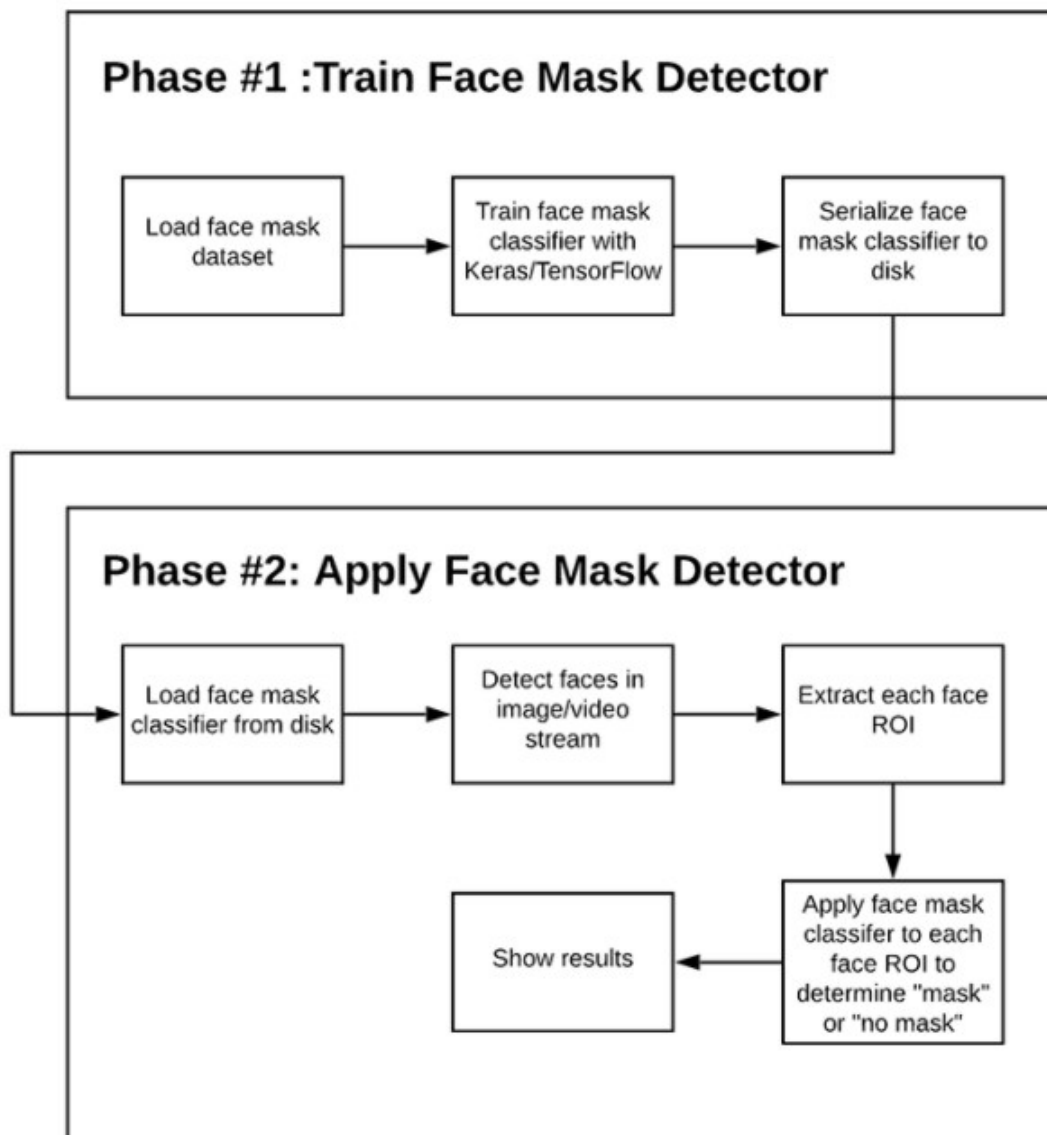 Phase #1 :Train Face Mask Detector
Load face mask
dataset
Train face mask
classifier with
Keras/TensorFlow
Serialize face
mask classifier to
disk
Phase #2: Apply Face Mask Detector
Load face mask
classifier from disk
Detect faces in
image/video
stream
Extract each face
ROI
Apply face mask
classifer to each
face ROI to
determine "mask"
or "no mask"
Show results